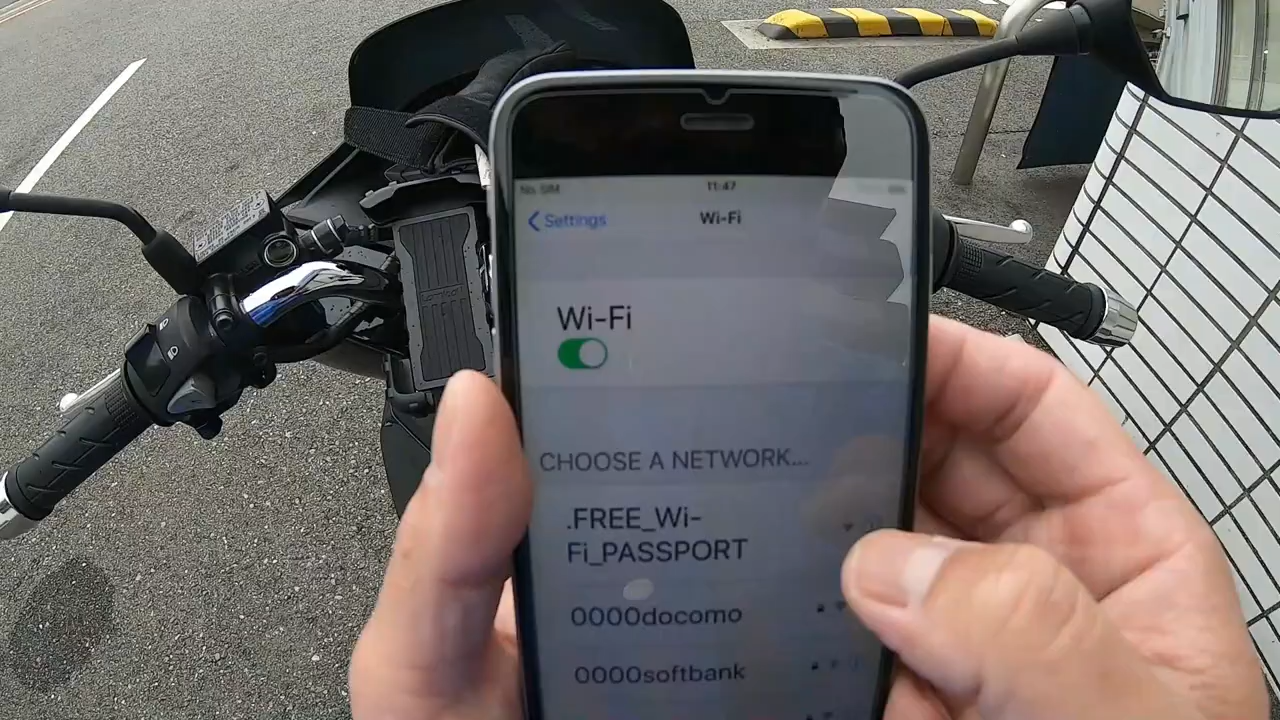 No SIM
11:47
Settings
Wi-Fi
Wi-Fi
CHOOSE A NETWORK...
.FREE_Wi-
Fi_PASSPORT
0000docomo
0000softbank